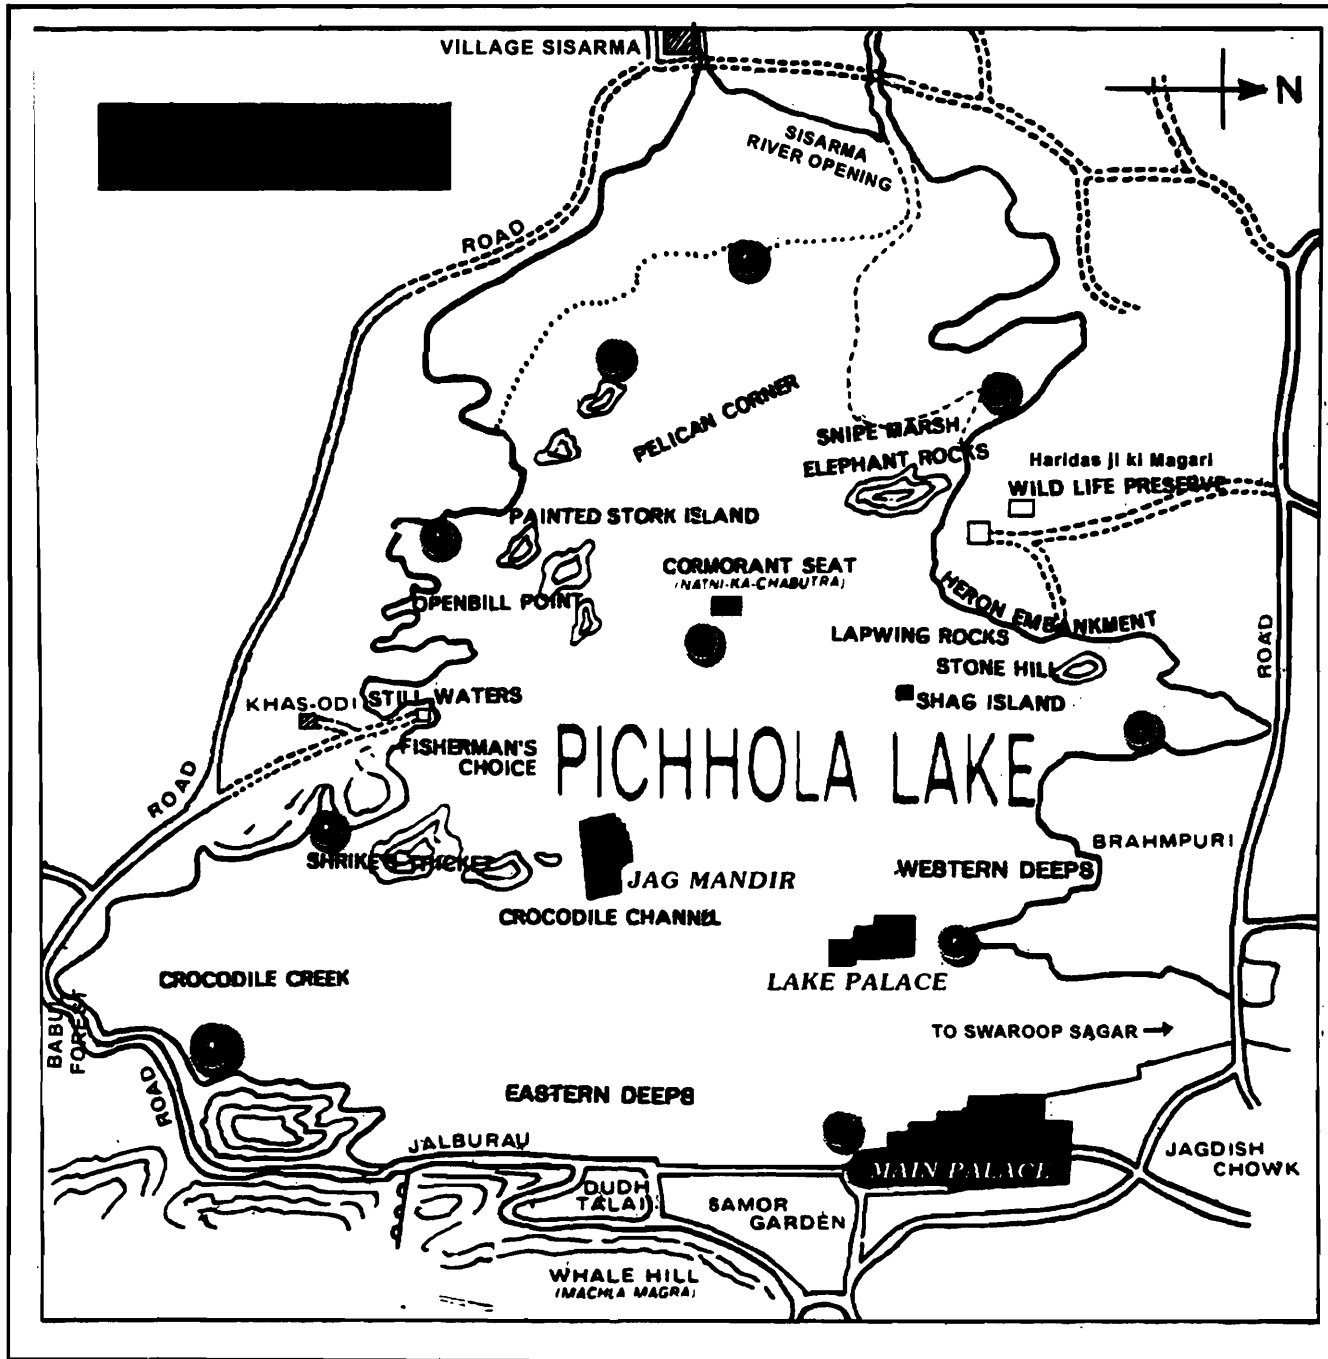 VILLAGE SISARMA
N
SISARMA
RIVER OPENING
ROAD
PELICAN CORNER
SNIPE MARSH
ELEPHANT ROCKS
Haridas ji ki Magari
WILD LIFE PRESERVE
PAINTED STORK ISLAND
CORMORANT SEAT
(NATNI-KA-CHABUTRA)
OPENBILL POINT
HERON EMBANKMENT
LAPWING ROCKS
STONE HILL
ROAD
KHAS-ODI
STILL WATERS
SHAG ISLAND
FISHERMAN'S
CHOICE
PICHHOLA LAKE
ROAD
BRAHMPURI
SHRIKE'S THICKET
JAG MANDIR
WESTERN DEEPS
CROCODILE CHANNEL
CROCODILE CREEK
LAKE PALACE
BABU
FOREST
TO SWAROOP SAGAR
ROAD
EASTERN DEEPS
JALBURAU
MAIN PALACE
JAGDISH
CHOWK
DUDH
TALAI
SAMOR
GARDEN
WHALE HILL
(MACHLA MAGRA)